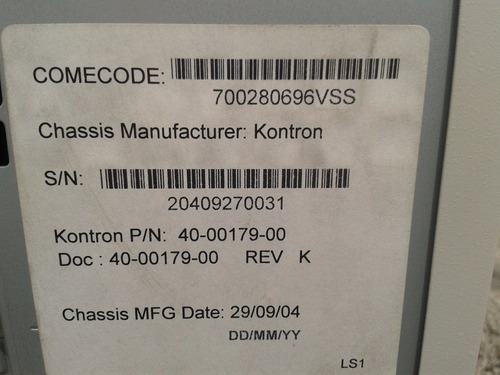 COMECODE:
700280696VSS
Chassis Manufacturer: Kontron
S/N:
20409270031
Kontron P/N: 40-00179-00
Doc : 40-00179-00 REV K
Chassis MFG Date: 29/09/04
DD/MM/YY
LS1